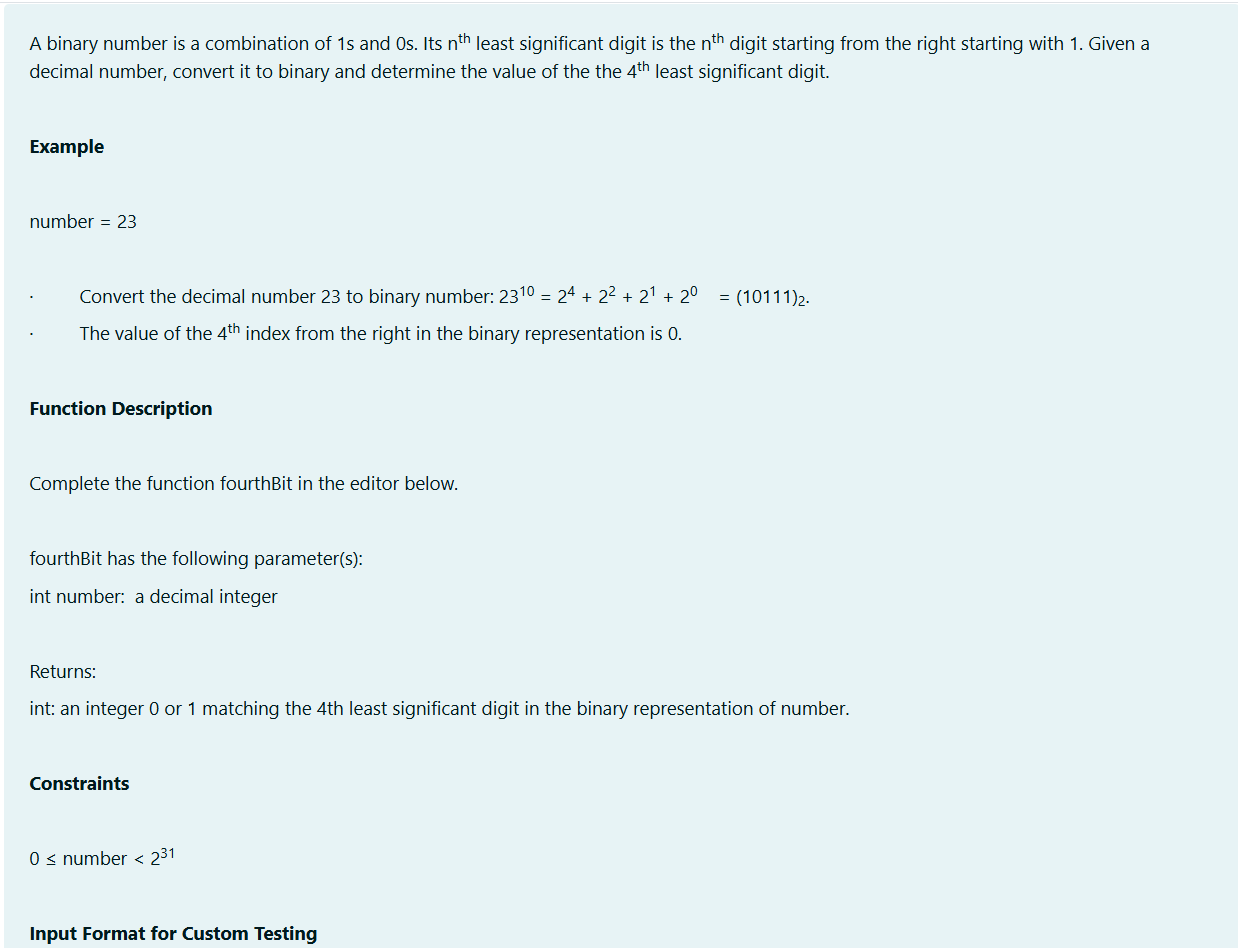 A binary number is a combination of 1s and 0s. Its nth least significant digit is the nth digit starting from the right starting with 1. Given a
decimal number, convert it to binary and determine the value of the the 4th least significant digit.
Example
number = 23
· Convert the decimal number 23 to binary number: 23¹⁰ = 2⁴ + 2² + 2¹ + 2⁰ = (10111)₂.
· The value of the 4th index from the right in the binary representation is 0.
Function Description
Complete the function fourthBit in the editor below.
fourthBit has the following parameter(s):
int number: a decimal integer
Returns:
int: an integer 0 or 1 matching the 4th least significant digit in the binary representation of number.
Constraints
0 ≤ number < 2³¹
Input Format for Custom Testing